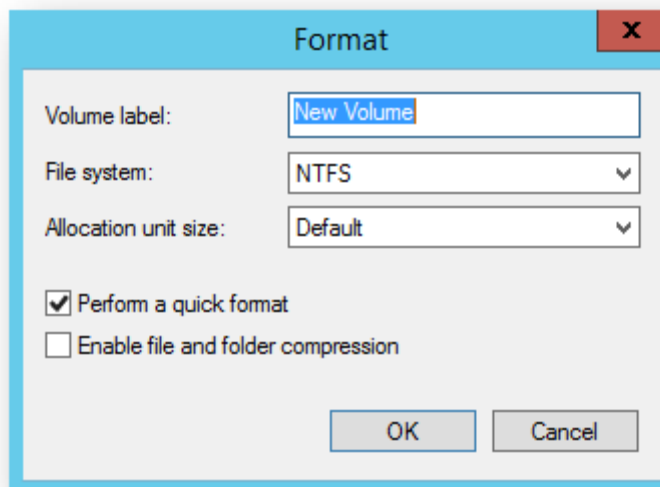 Format
x
Volume label: New Volume
File system: NTFS
Allocation unit size: Default
Perform a quick format
Enable file and folder compression
OK Cancel